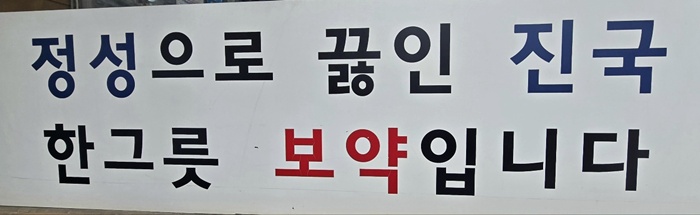 정성으로 끓인 진국
한그릇 보약입니다